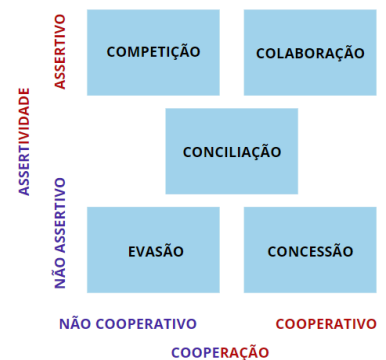 ASSERTIVO
COMPETIÇÃO
COLABORAÇÃO
ASSERTIVIDADE
CONCILIAÇÃO
NÃO ASSERTIVO
EVASÃO
CONCESSÃO
NÃO COOPERATIVO
COOPERATIVO
COOPERAÇÃO